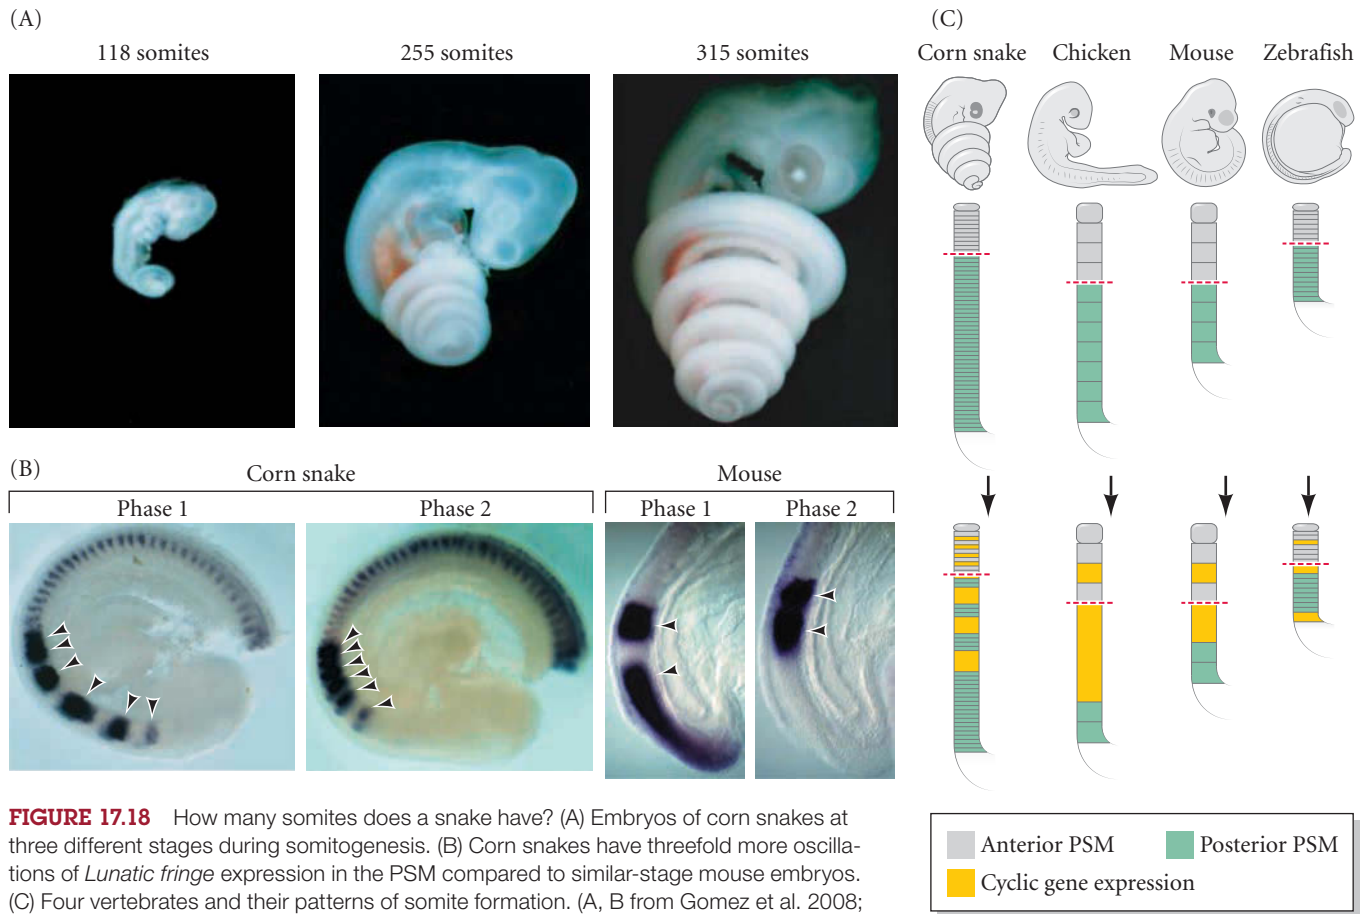 (A)
118 somites
255 somites
315 somites
(B)
Corn snake
Mouse
Phase 1
Phase 2
Phase 1
Phase 2
(C)
Corn snake
Chicken
Mouse
Zebrafish
Anterior PSM
Posterior PSM
Cyclic gene expression
FIGURE 17.18 How many somites does a snake have? (A) Embryos of corn snakes at
three different stages during somitogenesis. (B) Corn snakes have threefold more oscilla-
tions of Lunatic fringe expression in the PSM compared to similar-stage mouse embryos.
(C) Four vertebrates and their patterns of somite formation. (A, B from Gomez et al. 2008;